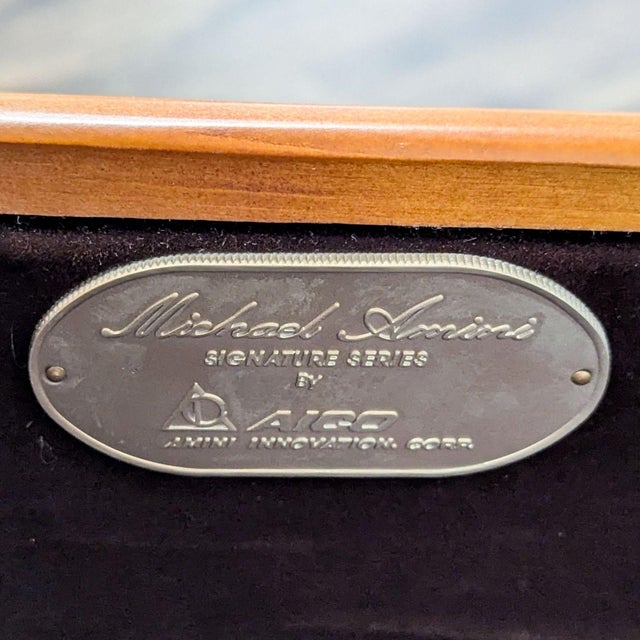 Michael Amini
SIGNATURE SERIES
BY
AICO
AMINI INNOVATION CORP.